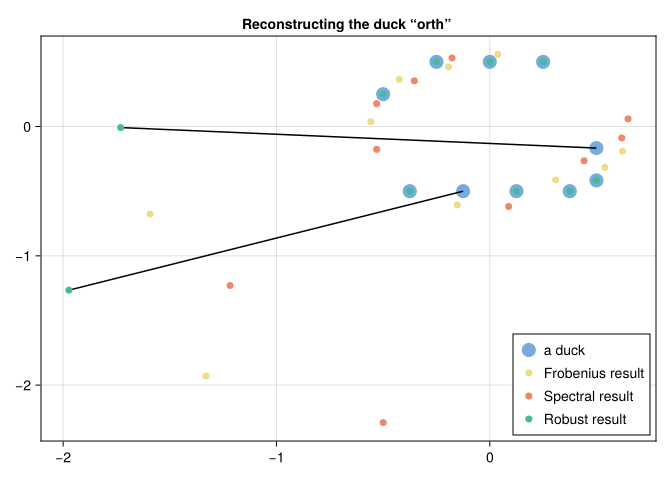 Reconstructing the duck “orth”
0
−1
−2
−2
−1
0
a duck
Frobenius result
Spectral result
Robust result